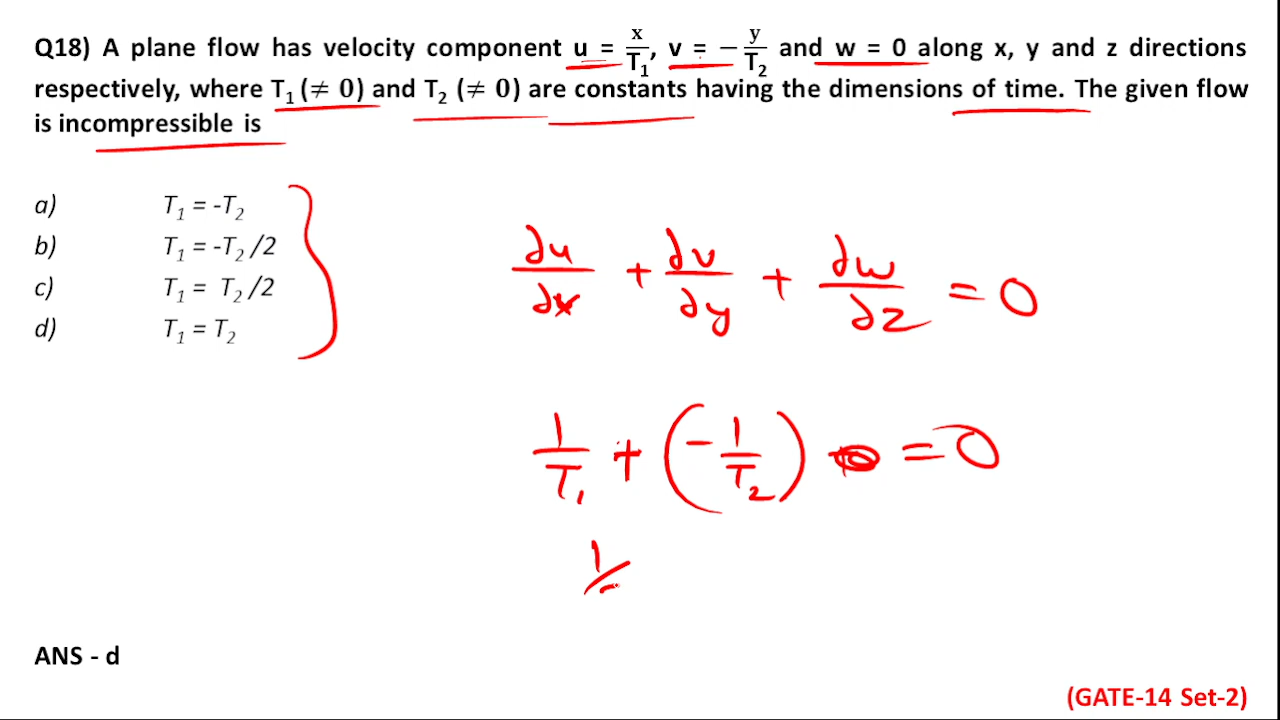 Q18) A plane flow has velocity component u = x/T₁, v = −y/T₂ and w = 0 along x, y and z directions
respectively, where T₁ (≠ 0) and T₂ (≠ 0) are constants having the dimensions of time. The given flow
is incompressible is
a) T₁ = -T₂
b) T₁ = -T₂ /2
c) T₁ = T₂ /2
d) T₁ = T₂
∂u/∂x + ∂v/∂y + ∂w/∂z = 0
1/T₁ + (−1/T₂) = 0
1/
ANS - d
(GATE-14 Set-2)